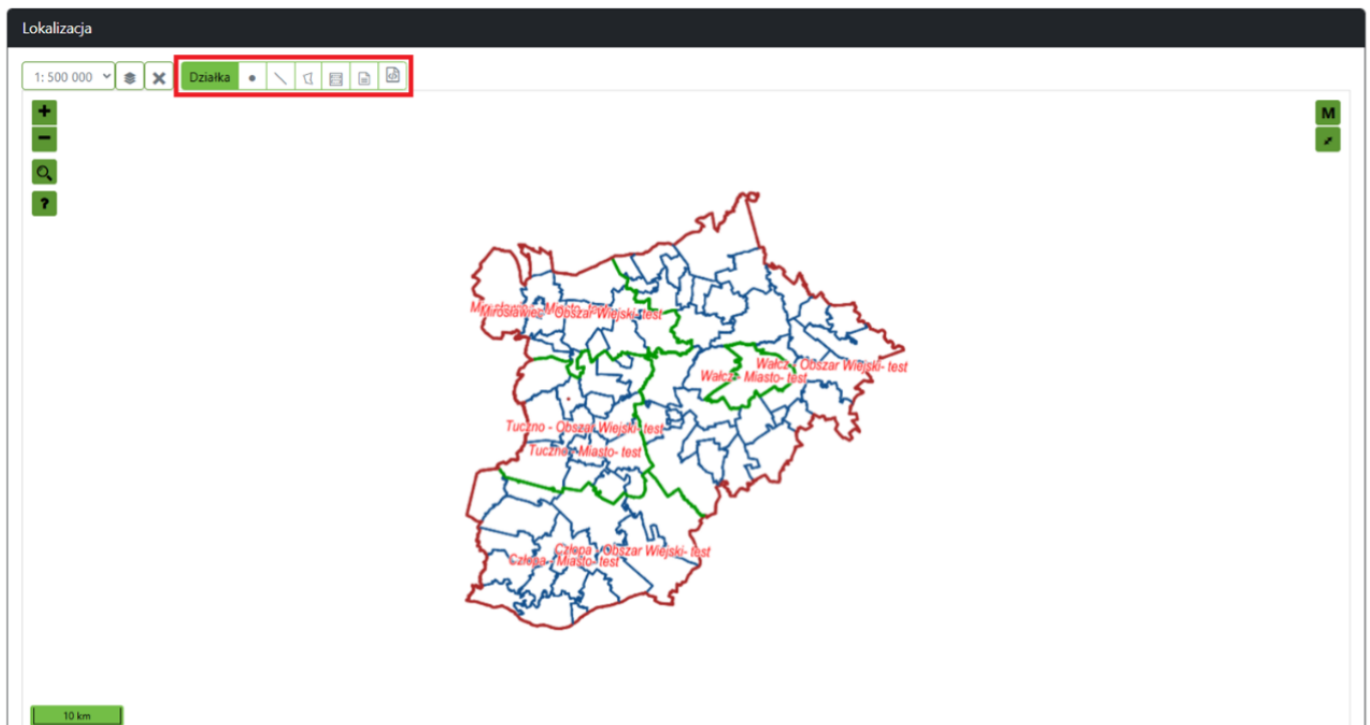 Lokalizacja
1: 500 000
Działka
+
−
?
M
Mirosławiec - Obszar Wiejski- test
Wałcz - Obszar Wiejski- test
Wałcz - Miasto- test
Tuczno - Obszar Wiejski- test
Tuczno - Miasto- test
Człopa - Obszar Wiejski- test
Człopa - Miasto- test
10 km